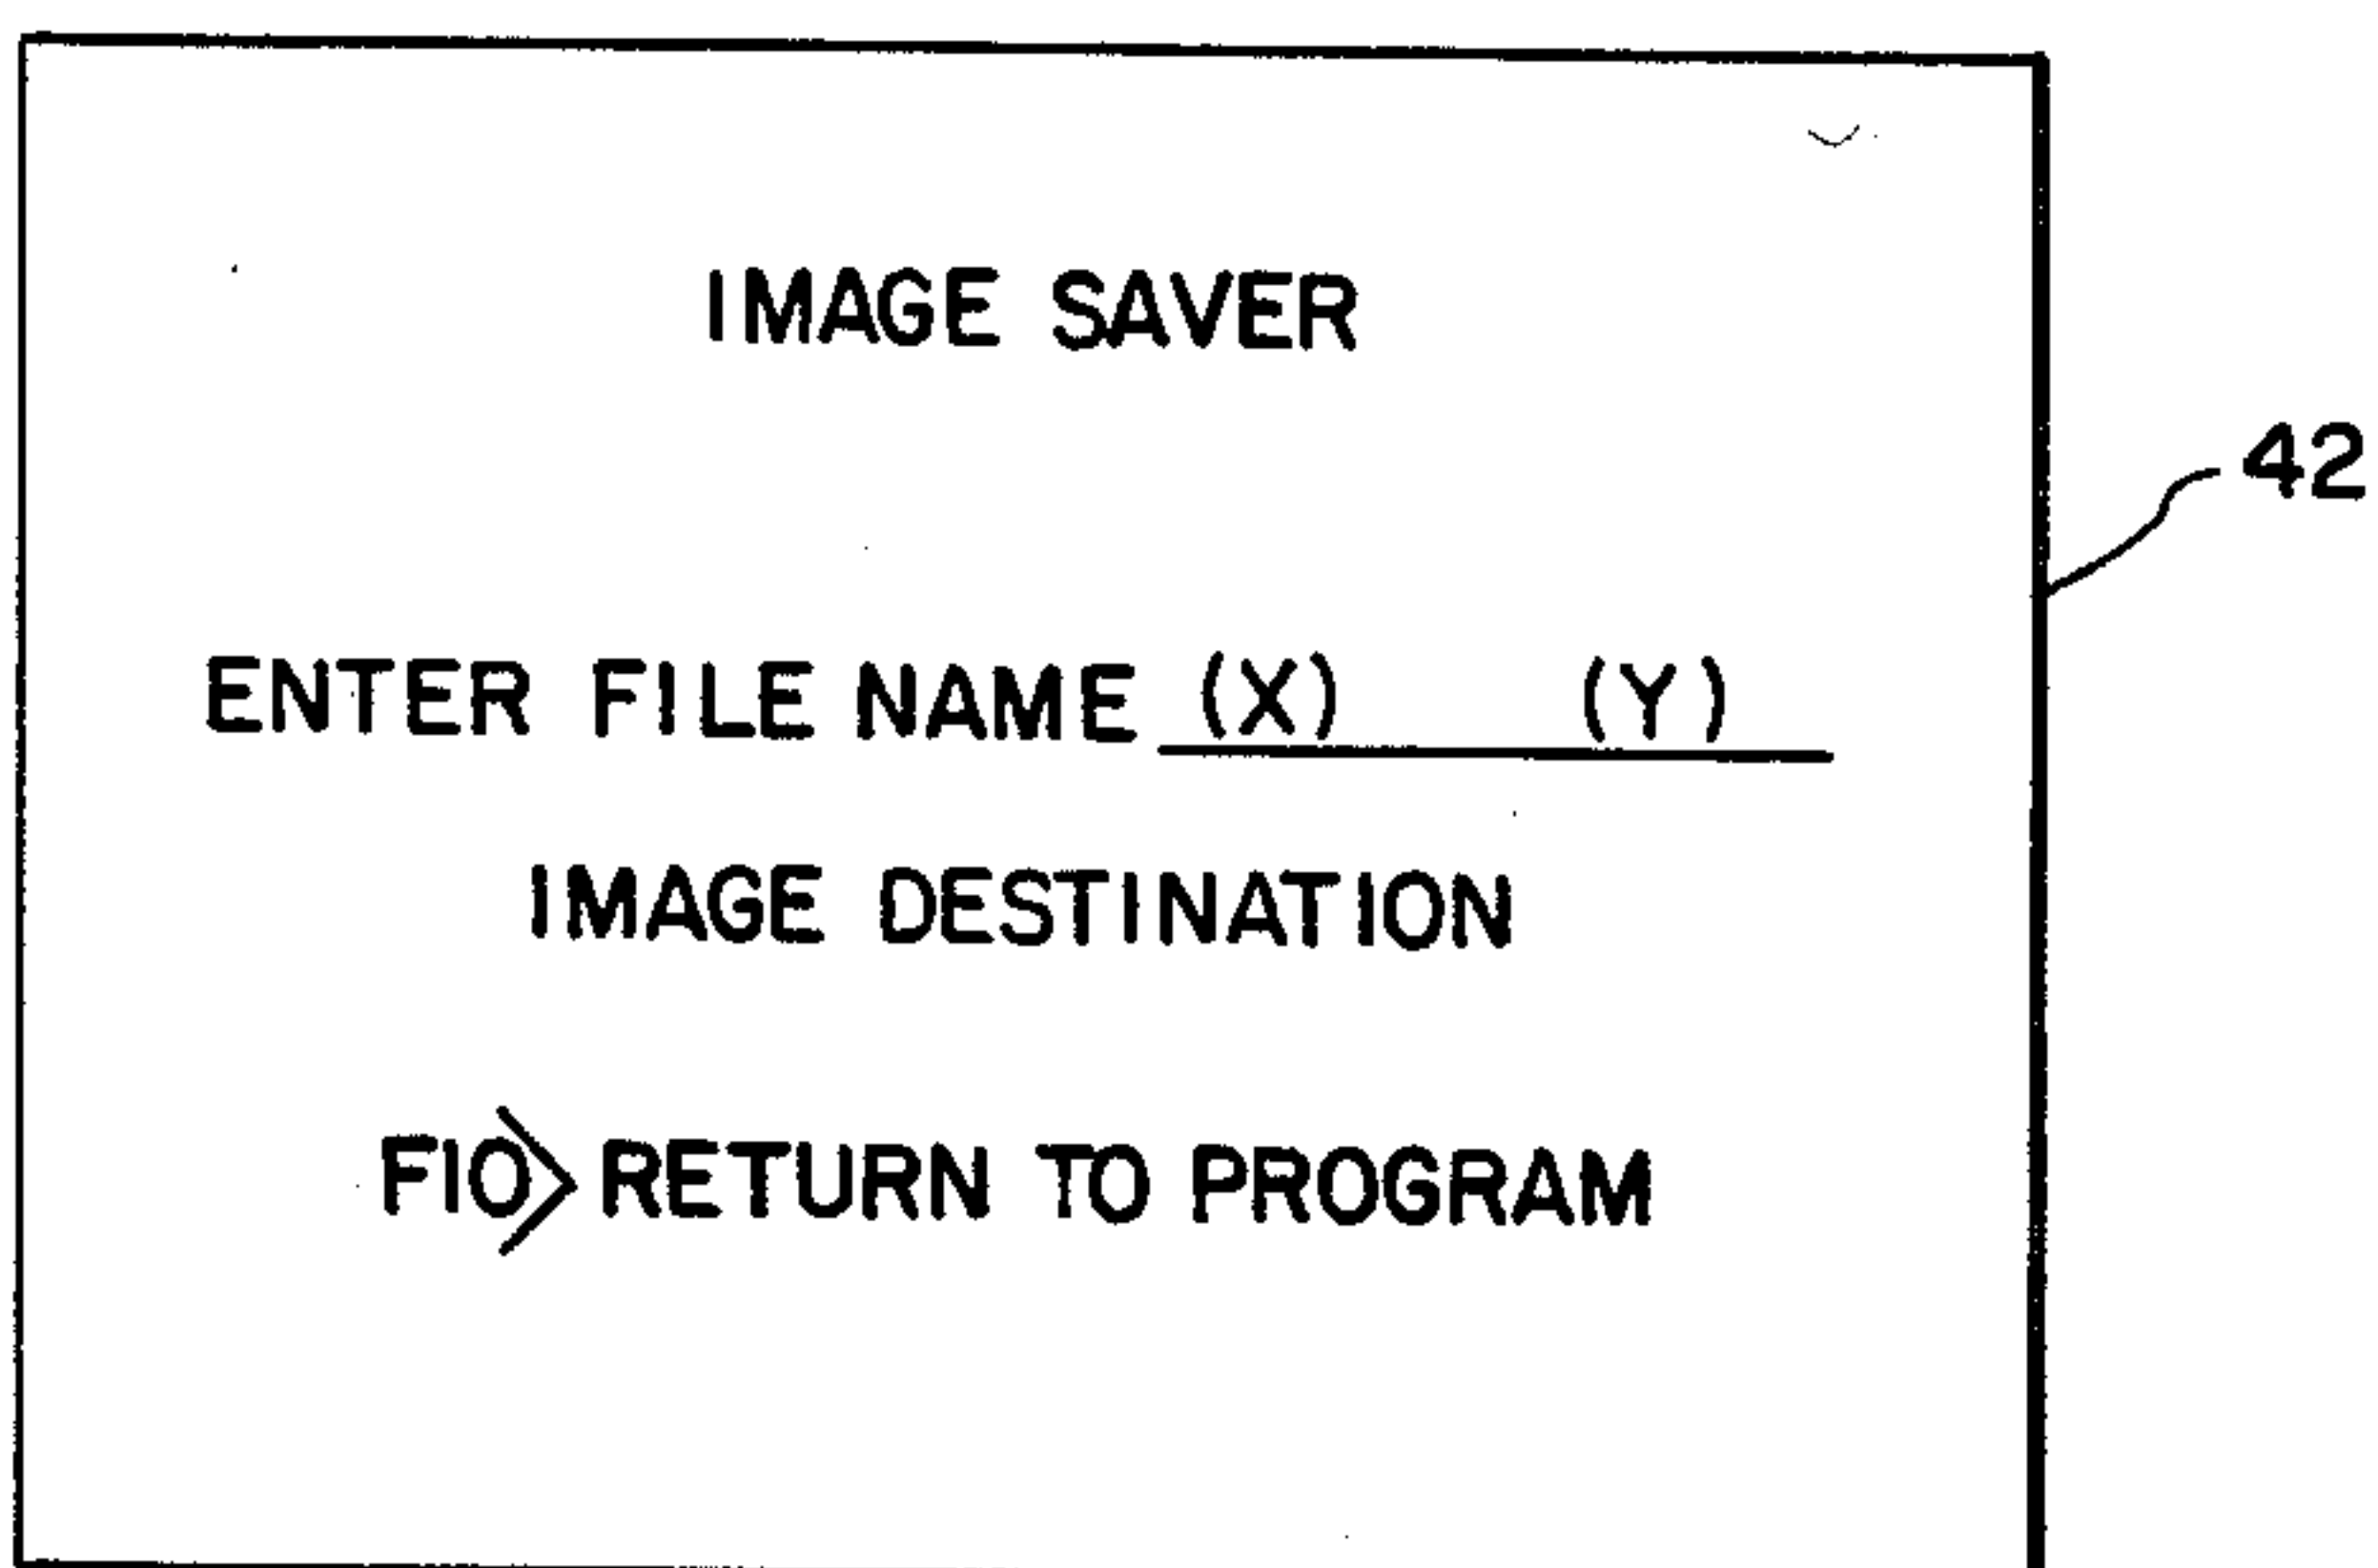 IMAGE SAVER
42
ENTER FILE NAME (X) (Y)
IMAGE DESTINATION
F10> RETURN TO PROGRAM